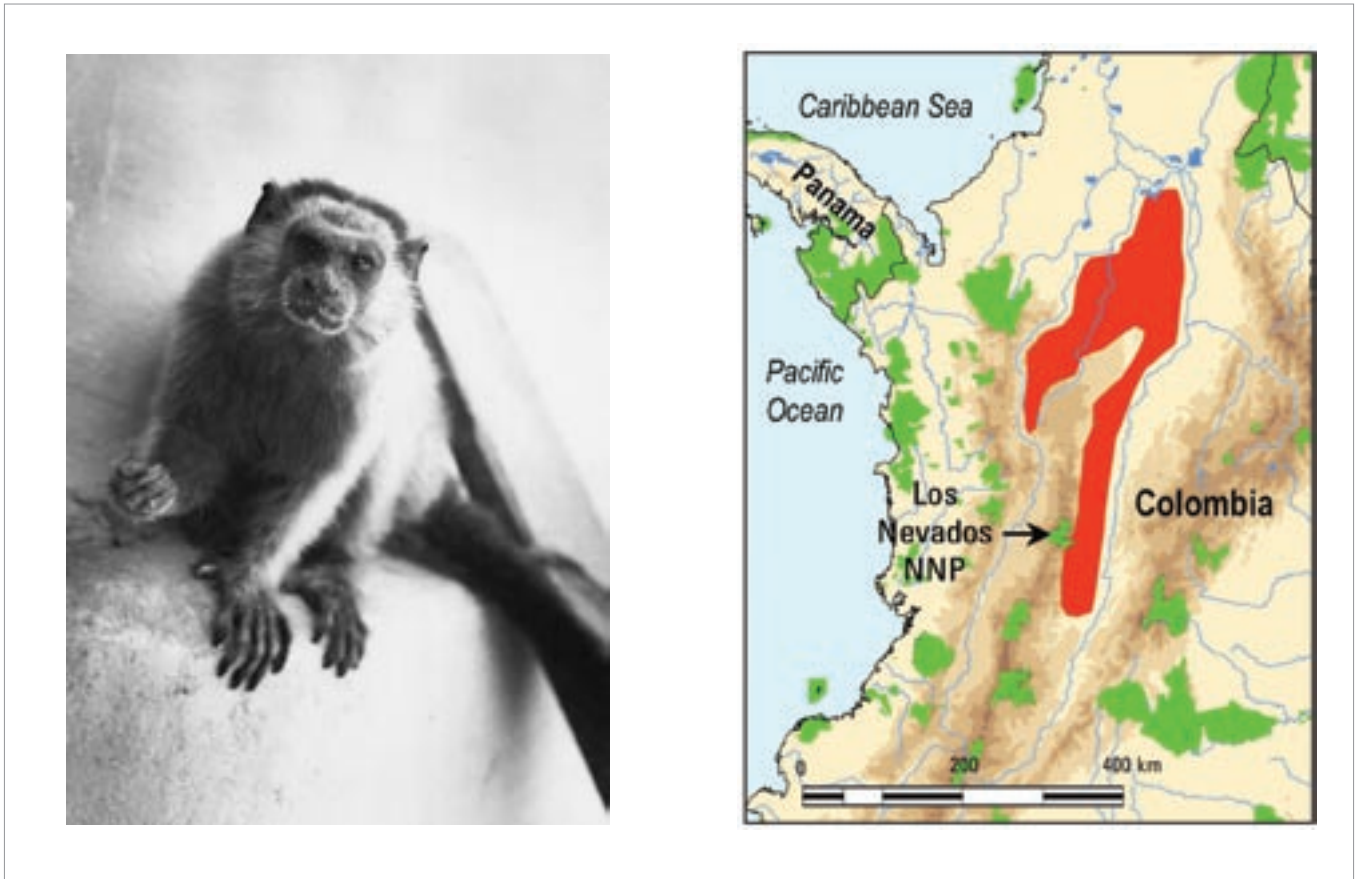 Caribbean Sea
Panama
Pacific
Ocean
Los
Nevados
NNP
Colombia
0 200 400 km